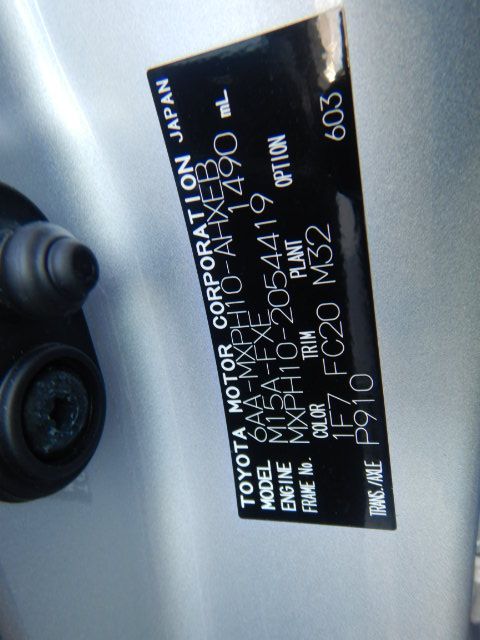 TOYOTA MOTOR CORPORATION JAPAN
MODEL 6AA-MXPH10-AHXEB
ENGINE M15A-FXE 1490 mL
FRAME No. MXPH10-2054419
COLOR TRIM PLANT OPTION
1F7 FC20 M32
TRANS./AXLE P910 603